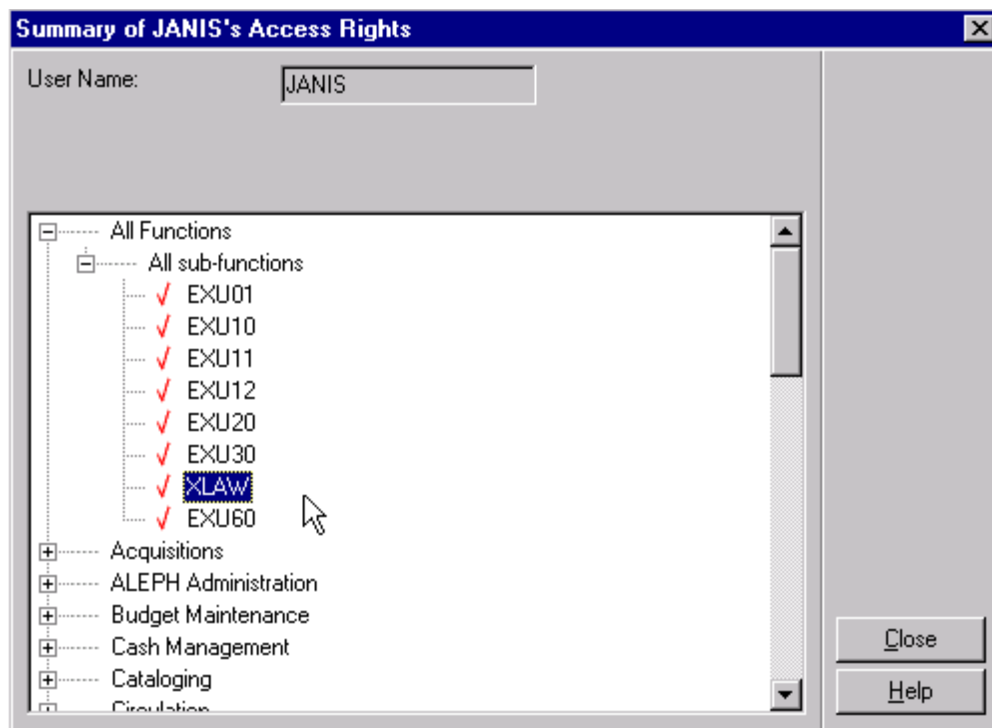 Summary of JANIS's Access Rights
User Name: JANIS
All Functions
All sub-functions
EXU01
EXU10
EXU11
EXU12
EXU20
EXU30
XLAW
EXU60
Acquisitions
ALEPH Administration
Budget Maintenance
Cash Management
Cataloging
Circulation
Close
Help